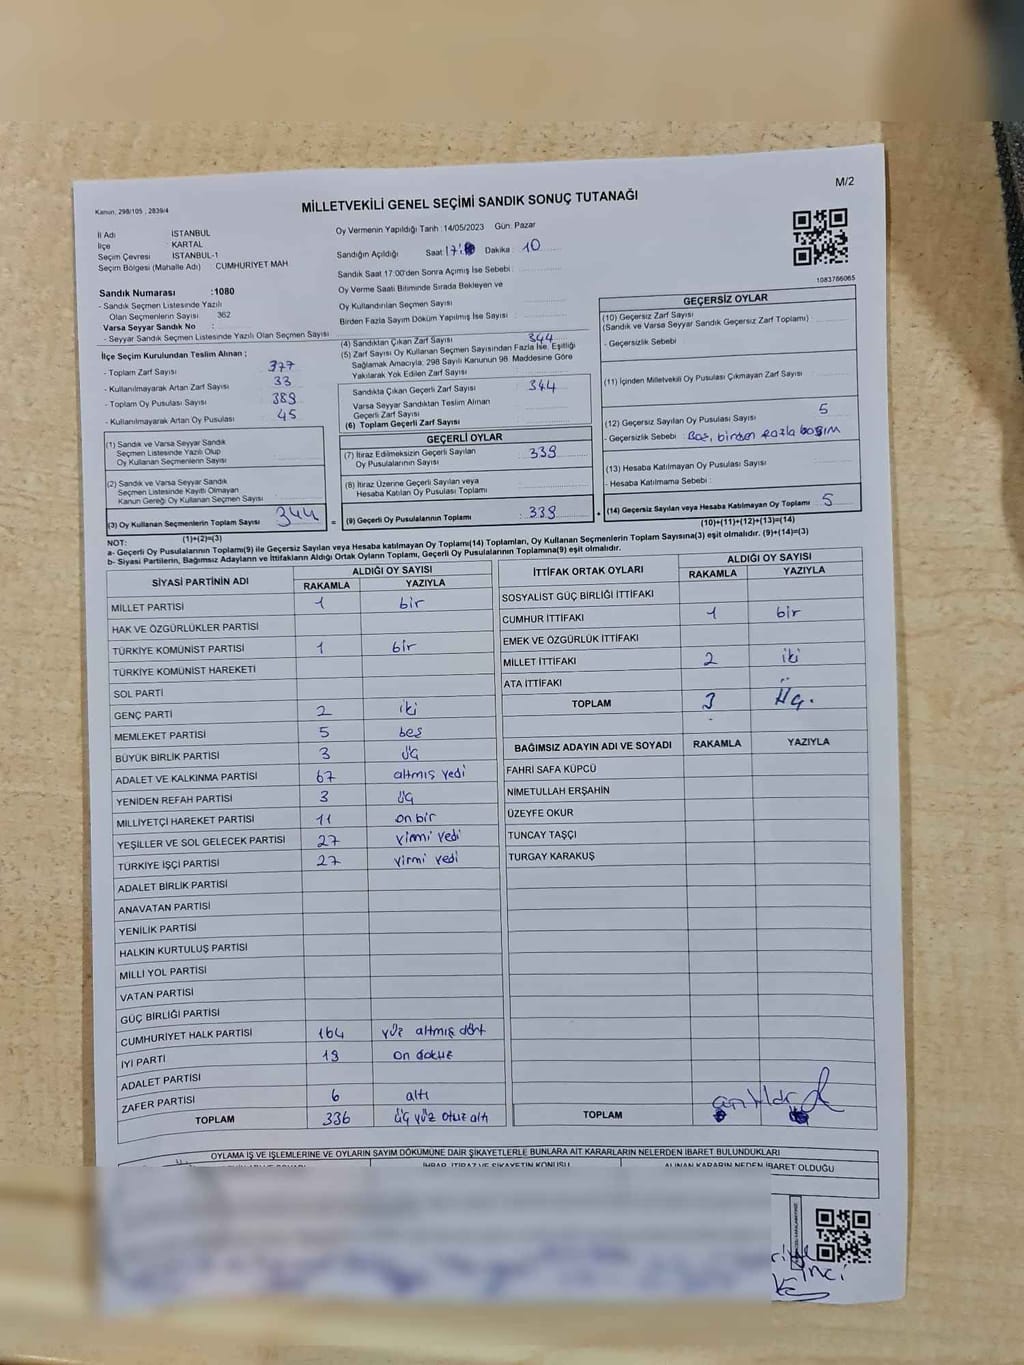 M/2
Kanun, 298/105 , 2839/4
MİLLETVEKİLİ GENEL SEÇİMİ SANDIK SONUÇ TUTANAĞI
İl Adı İSTANBUL
İlçe : KARTAL
Seçim Çevresi İSTANBUL-1
Seçim Bölgesi (Mahalle Adı) CUMHURİYET MAH.
Sandık Numarası :1080
- Sandık Seçmen Listesinde Yazılı
Olan Seçmenlerin Sayısı 362
Varsa Seyyar Sandık No :
- Seyyar Sandık Seçmen Listesinde Yazılı Olan Seçmen Sayısı
Oy Vermenin Yapıldığı Tarih :14/05/2023 Gün: Pazar
Sandığın Açıldığı Saat 17: Dakika : 10
Sandık Saat 17:00'den Sonra Açımış İse Sebebi :
Oy Verme Saati Bitiminde Sırada Bekleyen ve
Oy Kullandırılan Seçmen Sayısı
Birden Fazla Sayım Döküm Yapılmış İse Sayısı :
1083766065
İlçe Seçim Kurulundan Teslim Alınan ;
- Toplam Zarf Sayısı 377
- Kullanılmayarak Artan Zarf Sayısı 33
- Toplam Oy Pusulası Sayısı 389
- Kullanılmayarak Artan Oy Pusulası 45
(1) Sandık ve Varsa Seyyar Sandık
Seçmen Listesinde Yazılı Olup
Oy Kullanan Seçmenlerin Sayısı
(2) Sandık ve Varsa Seyyar Sandık
Seçmen Listesinde Kayıtlı Olmayan
Kanun Gereği Oy Kullanan Seçmen Sayısı
(3) Oy Kullanan Seçmenlerin Toplam Sayısı 344 =
(4) Sandıktan Çıkan Zarf Sayısı 344
(5) Zarf Sayısı Oy Kullanan Seçmen Sayısından Fazla İse, Eşitliği
Sağlamak Amacıyla; 298 Sayılı Kanunun 98. Maddesine Göre
Yakılarak Yok Edilen Zarf Sayısı
Sandıkta Çıkan Geçerli Zarf Sayısı 344
Varsa Seyyar Sandıktan Teslim Alınan
Geçerli Zarf Sayısı
(6) Toplam Geçerli Zarf Sayısı
GEÇERLİ OYLAR
(7) İtiraz Edilmeksizin Geçerli Sayılan
Oy Pusulalarının Sayısı 339
(8) İtiraz Üzerine Geçerli Sayılan veya
Hesaba Katılan Oy Pusulası Toplamı
(9) Geçerli Oy Pusulalarının Toplamı : 339 +
GEÇERSİZ OYLAR
(10) Geçersiz Zarf Sayısı
(Sandık ve Varsa Seyyar Sandık Geçersiz Zarf Toplamı) :
- Geçersizlik Sebebi :
(11) İçinden Milletvekili Oy Pusulası Çıkmayan Zarf Sayısı
(12) Geçersiz Sayılan Oy Pusulası Sayısı 5
- Geçersizlik Sebebi : Boş, birden fazla basım
(13) Hesaba Katılmayan Oy Pusulası Sayısı
- Hesaba Katılmama Sebebi :
(14) Geçersiz Sayılan veya Hesaba Katılmayan Oy Toplamı 5
NOT: (1)+(2)=(3) (10)+(11)+(12)+(13)=(14)
a- Geçerli Oy Pusulalarının Toplamı(9) ile Geçersiz Sayılan veya Hesaba katılmayan Oy Toplamı(14) Toplamları, Oy Kullanan Seçmenlerin Toplam Sayısına(3) eşit olmalıdır. (9)+(14)=(3)
b- Siyasi Partilerin, Bağımsız Adayların ve İttifakların Aldığı Ortak Oyların Toplamı, Geçerli Oy Pusulalarının Toplamına(9) eşit olmalıdır.
SİYASİ PARTİNİN ADI ALDIĞI OY SAYISI
RAKAMLA YAZIYLA
MİLLET PARTİSİ 1 bir
HAK VE ÖZGÜRLÜKLER PARTİSİ
TÜRKİYE KOMÜNİST PARTİSİ 1 bir
TÜRKİYE KOMÜNİST HAREKETİ
SOL PARTİ
GENÇ PARTİ 2 iki
MEMLEKET PARTİSİ 5 beş
BÜYÜK BİRLİK PARTİSİ 3 üç
ADALET VE KALKINMA PARTİSİ 67 altmış yedi
YENİDEN REFAH PARTİSİ 3 üç
MİLLİYETÇİ HAREKET PARTİSİ 11 on bir
YEŞİLLER VE SOL GELECEK PARTİSİ 27 yirmi yedi
TÜRKİYE İŞÇİ PARTİSİ 27 yirmi yedi
ADALET BİRLİK PARTİSİ
ANAVATAN PARTİSİ
YENİLİK PARTİSİ
HALKIN KURTULUŞ PARTİSİ
MİLLİ YOL PARTİSİ
VATAN PARTİSİ
GÜÇ BİRLİĞİ PARTİSİ
CUMHURİYET HALK PARTİSİ 164 yüz altmış dört
İYİ PARTİ 19 on dokuz
ADALET PARTİSİ
ZAFER PARTİSİ 6 altı
TOPLAM 336 üç yüz otuz altı
İTTİFAK ORTAK OYLARI ALDIĞI OY SAYISI
RAKAMLA YAZIYLA
SOSYALİST GÜÇ BİRLİĞİ İTTİFAKI
CUMHUR İTTİFAKI 1 bir
EMEK VE ÖZGÜRLÜK İTTİFAKI
MİLLET İTTİFAKI 2 iki
ATA İTTİFAKI
TOPLAM 3 üç.
BAĞIMSIZ ADAYIN ADI VE SOYADI RAKAMLA YAZIYLA
FAHRİ SAFA KÜPCÜ
NİMETULLAH ERŞAHİN
ÜZEYFE OKUR
TUNCAY TAŞÇI
TURGAY KARAKUŞ
TOPLAM
OYLAMA İŞ VE İŞLEMLERİNE VE OYLARIN SAYIM DÖKÜMÜNE DAİR ŞİKAYETLERLE BUNLARA AİT KARARLARIN NELERDEN İBARET BULUNDUKLARI
İHBAR, İTİRAZ VE ŞİKAYETİN KONUSU ALINAN KARARIN NEDEN İBARET OLDUĞU
inci